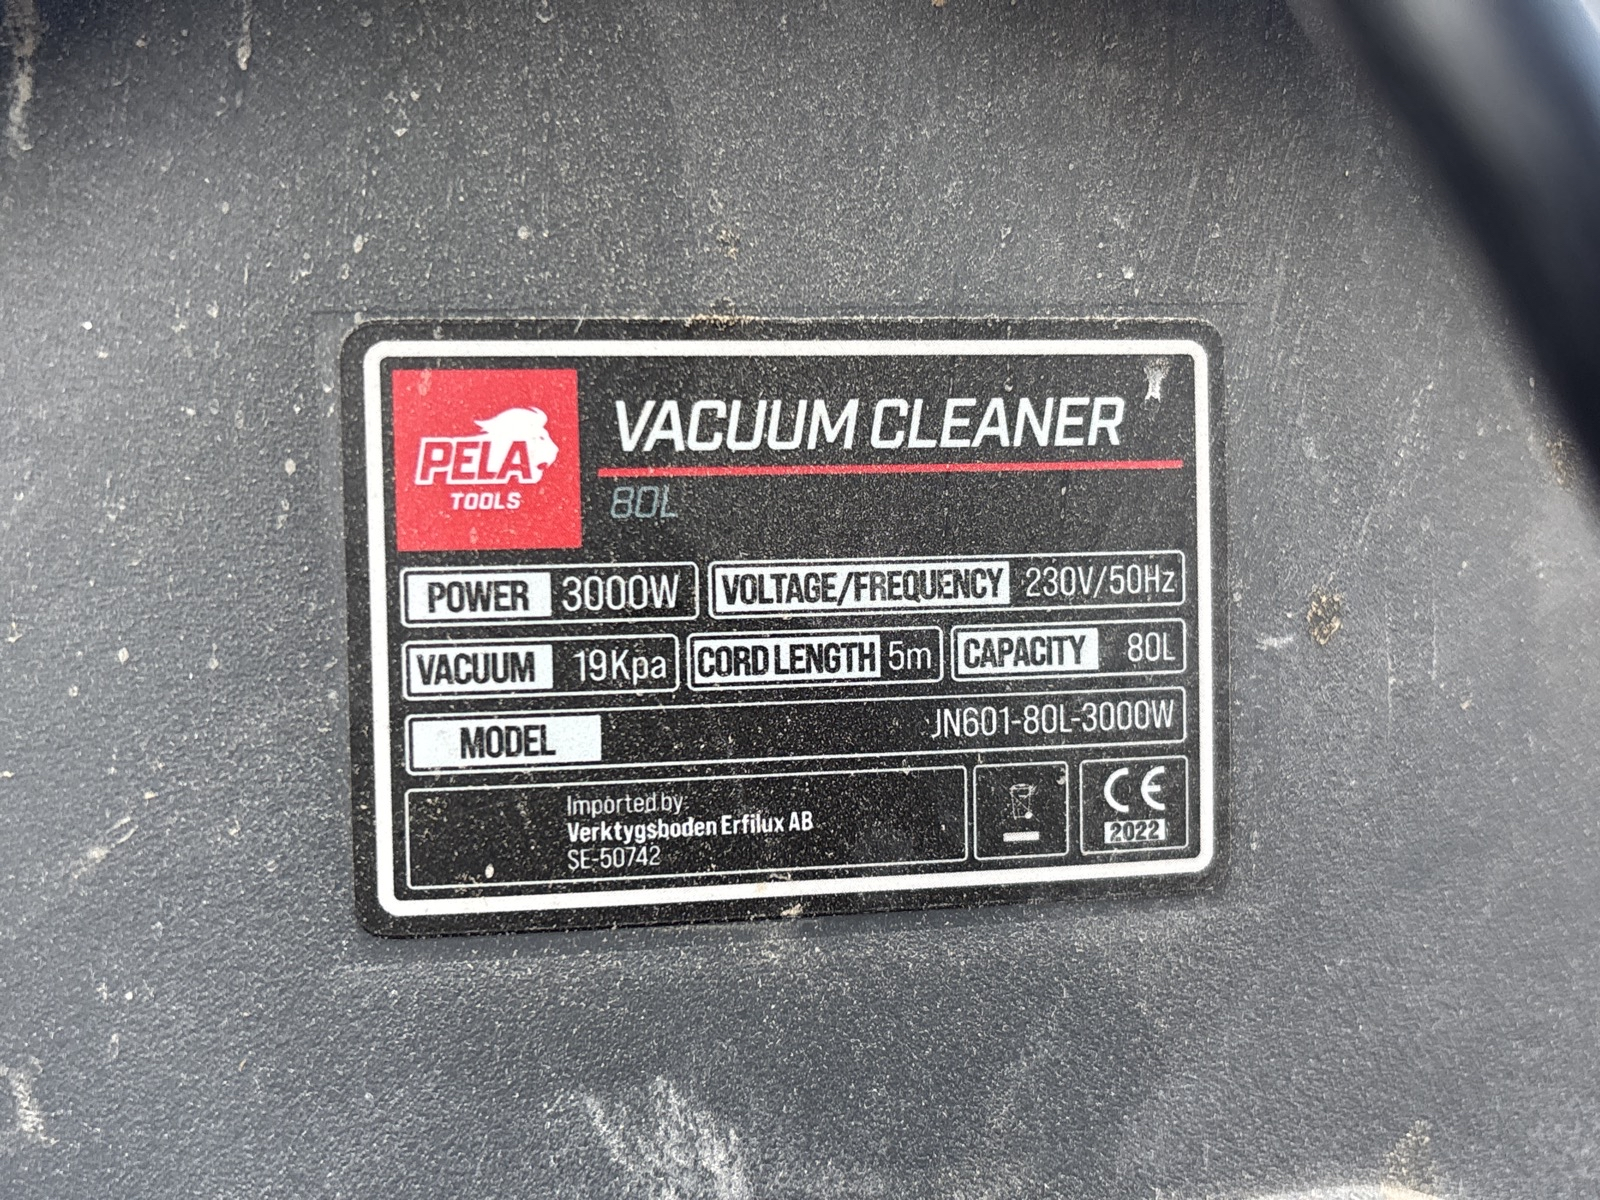 PELA
TOOLS
VACUUM CLEANER
80L
POWER 3000W VOLTAGE/FREQUENCY 230V/50Hz
VACUUM 19Kpa CORD LENGTH 5m CAPACITY 80L
MODEL JN601-80L-3000W
Imported by:
Verktygsboden Erfilux AB
SE-50742
CE
2022